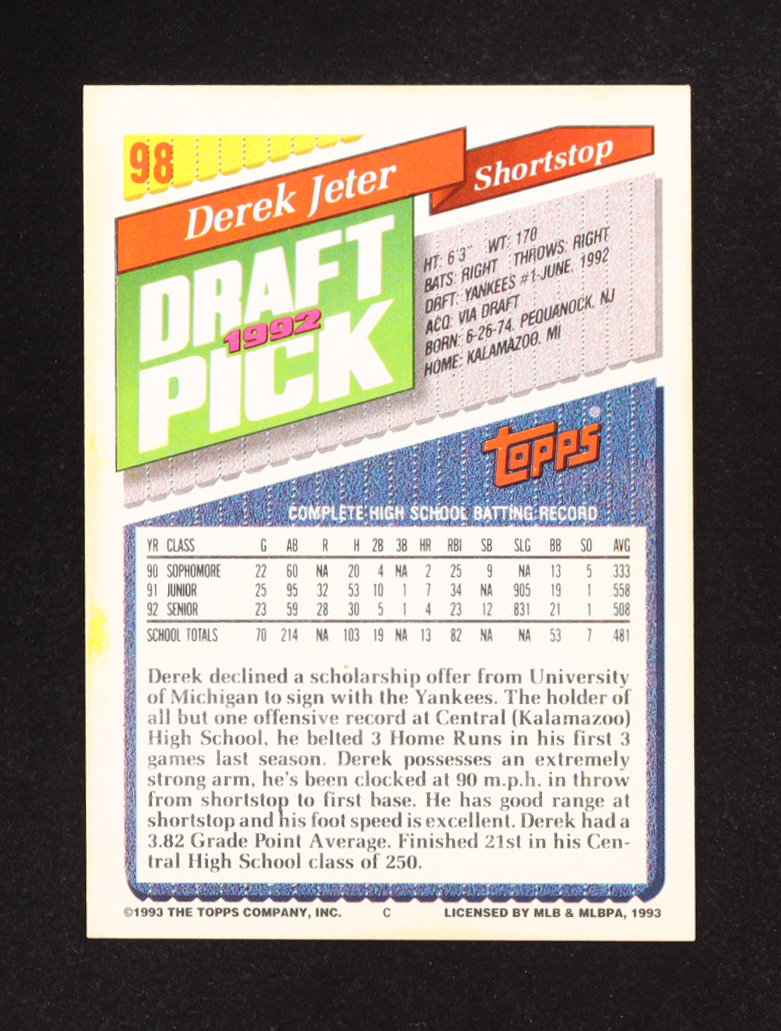 98
Derek Jeter
Shortstop
DRAFT
1992
PICK
HT: 6'3" WT: 170
BATS: RIGHT THROWS: RIGHT
DRFT: YANKEES #1-JUNE, 1992
ACQ: VIA DRAFT
BORN: 6-26-74, PEQUANOCK, NJ
HOME: KALAMAZOO, MI
topps®
COMPLETE HIGH SCHOOL BATTING RECORD
YR CLASS G AB R H 2B 3B HR RBI SB SLG BB SO AVG
90 SOPHOMORE 22 60 NA 20 4 NA 2 25 9 NA 13 5 .333
91 JUNIOR 25 95 32 53 10 1 7 34 NA .905 19 1 .558
92 SENIOR 23 59 28 30 5 1 4 23 12 .831 21 1 .508
SCHOOL TOTALS 70 214 NA 103 19 NA 13 82 NA NA 53 7 .481
Derek declined a scholarship offer from University
of Michigan to sign with the Yankees. The holder of
all but one offensive record at Central (Kalamazoo)
High School, he belted 3 Home Runs in his first 3
games last season. Derek possesses an extremely
strong arm, he's been clocked at 90 m.p.h. in throw
from shortstop to first base. He has good range at
shortstop and his foot speed is excellent. Derek had a
3.82 Grade Point Average. Finished 21st in his Cen-
tral High School class of 250.
©1993 THE TOPPS COMPANY, INC. C LICENSED BY MLB & MLBPA, 1993